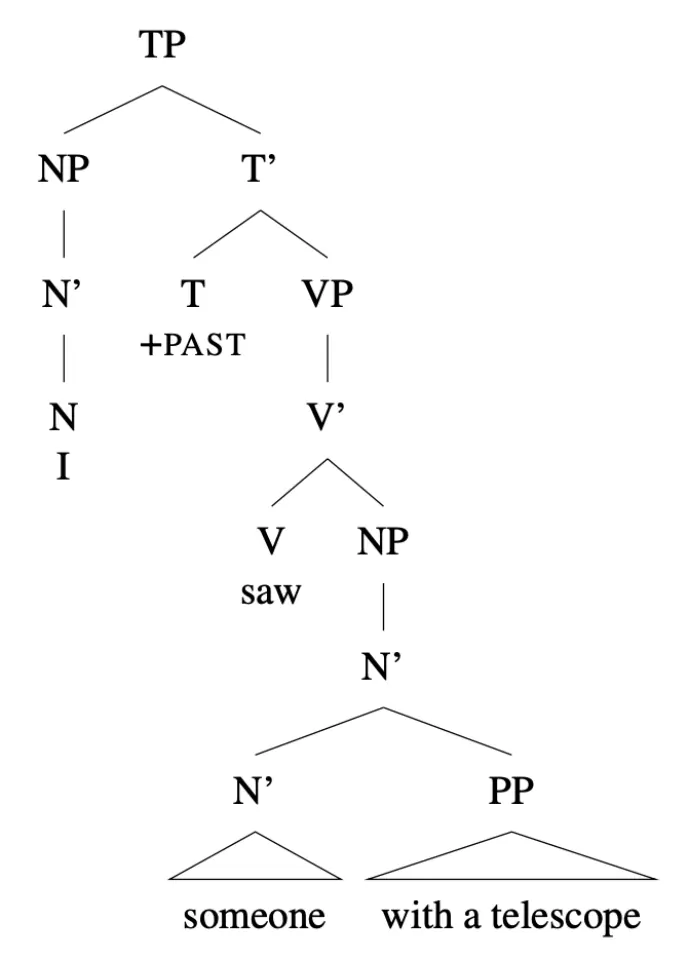 TP
NP T’
N’ T VP
+PAST
N V’
I
V NP
saw
N’
N’ PP
someone with a telescope